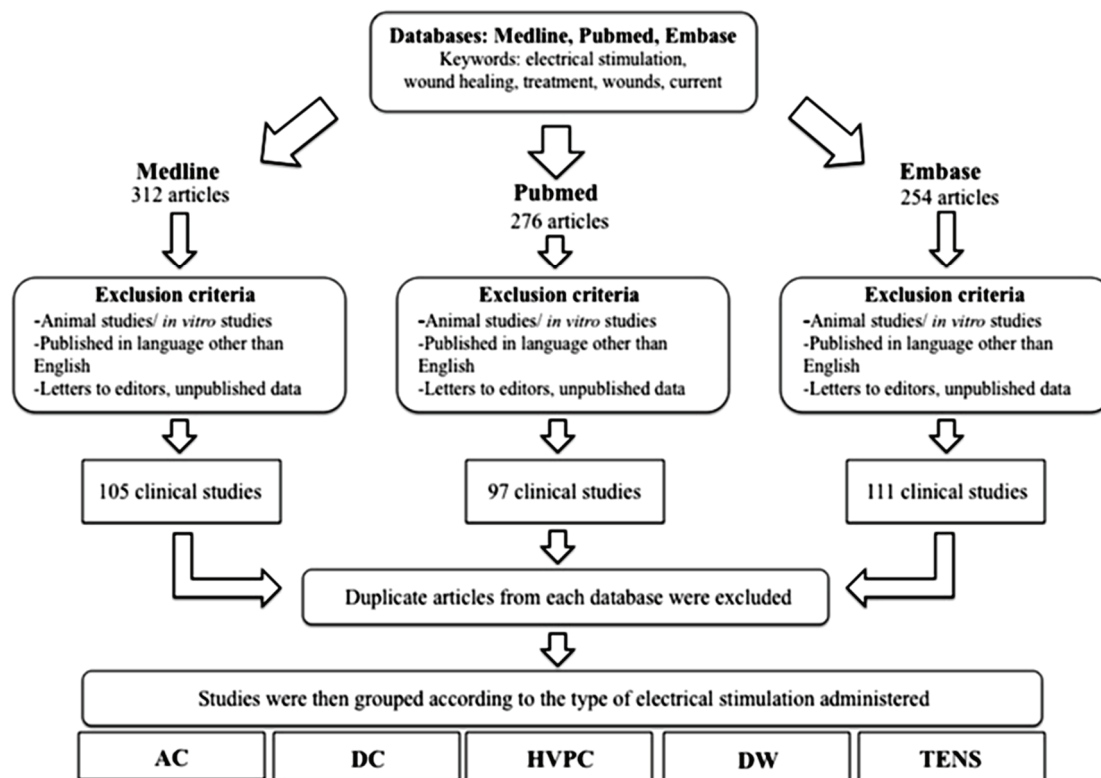 Databases: Medline, Pubmed, Embase
Keywords: electrical stimulation,
wound healing, treatment, wounds, current
Medline
312 articles
Pubmed
276 articles
Embase
254 articles
Exclusion criteria
-Animal studies/ in vitro studies
-Published in language other than
English
-Letters to editors, unpublished data
Exclusion criteria
-Animal studies/ in vitro studies
-Published in language other than
English
-Letters to editors, unpublished data
Exclusion criteria
-Animal studies/ in vitro studies
-Published in language other than
English
-Letters to editors, unpublished data
105 clinical studies
97 clinical studies
111 clinical studies
Duplicate articles from each database were excluded
Studies were then grouped according to the type of electrical stimulation administered
AC
DC
HVPC
DW
TENS